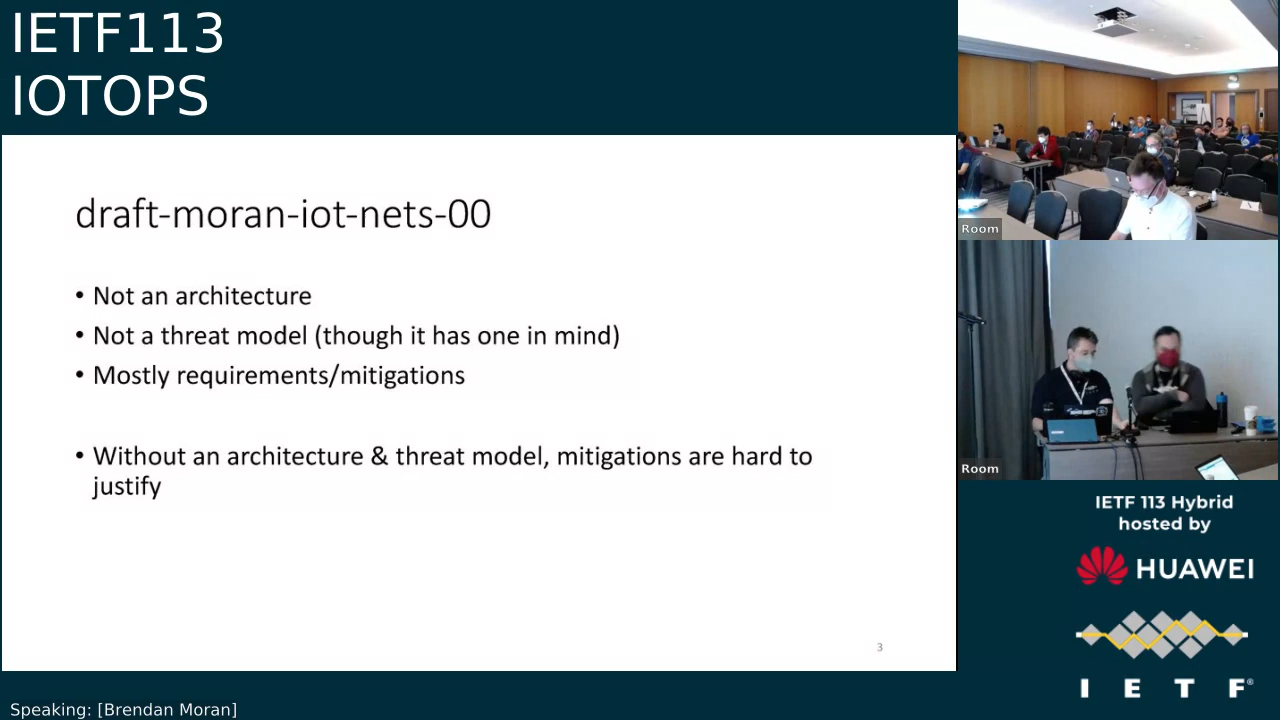 IETF113
IOTOPS
draft-moran-iot-nets-00
• Not an architecture
• Not a threat model (though it has one in mind)
• Mostly requirements/mitigations
• Without an architecture & threat model, mitigations are hard to
justify
3
Room
Room
IETF 113 Hybrid
hosted by
HUAWEI
I E T F®
Speaking: [Brendan Moran]